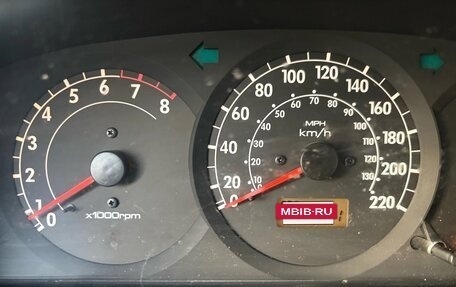 0 1 2 3 4 5 6 7 8
x1000rpm
0 20 40 60 80 100 120 140 160 180 200 220
0 10 20 30 40 50 60 70 80 90 100 110 120 130
MPH
km/h
MBIB-RU